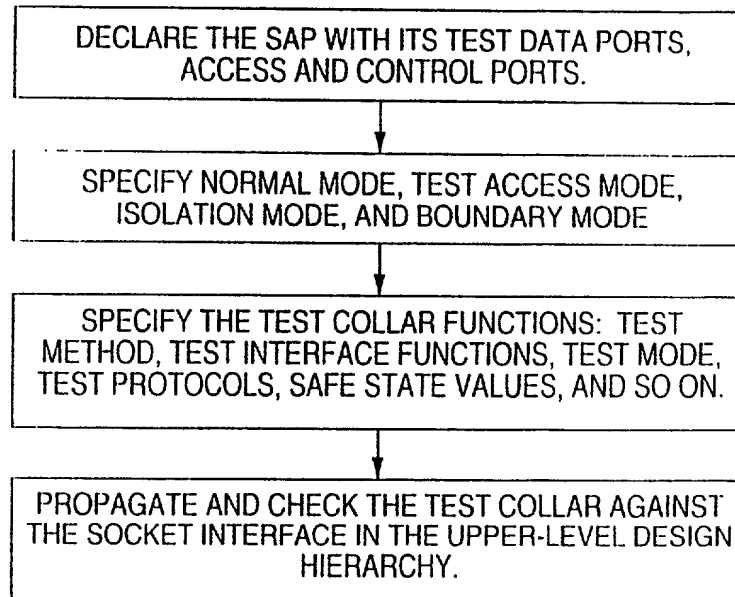 DECLARE THE SAP WITH ITS TEST DATA PORTS,
ACCESS AND CONTROL PORTS.
SPECIFY NORMAL MODE, TEST ACCESS MODE,
ISOLATION MODE, AND BOUNDARY MODE
SPECIFY THE TEST COLLAR FUNCTIONS: TEST
METHOD, TEST INTERFACE FUNCTIONS, TEST MODE,
TEST PROTOCOLS, SAFE STATE VALUES, AND SO ON.
PROPAGATE AND CHECK THE TEST COLLAR AGAINST
THE SOCKET INTERFACE IN THE UPPER-LEVEL DESIGN
HIERARCHY.